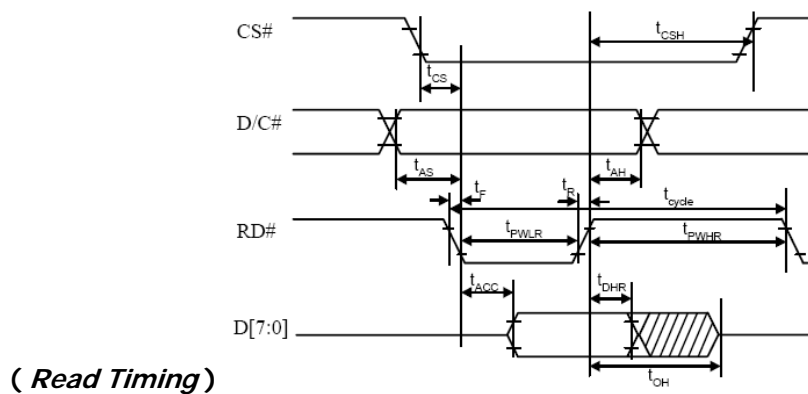 CS#
t_CSH
t_CS
D/C#
t_AS
t_AH
t_F
t_R
t_cycle
RD#
t_PWLR
t_PWHR
t_ACC
t_DHR
D[7:0]
t_OH
( Read Timing )